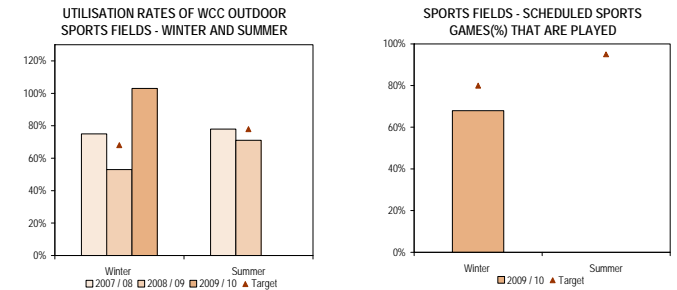 UTILISATION RATES OF WCC OUTDOOR
SPORTS FIELDS - WINTER AND SUMMER
120%
100%
80%
60%
40%
20%
0%
Winter
Summer
2007 / 08
2008 / 09
2009 / 10
Target
SPORTS FIELDS - SCHEDULED SPORTS
GAMES(%) THAT ARE PLAYED
100%
80%
60%
40%
20%
0%
Winter
Summer
2009 / 10
Target